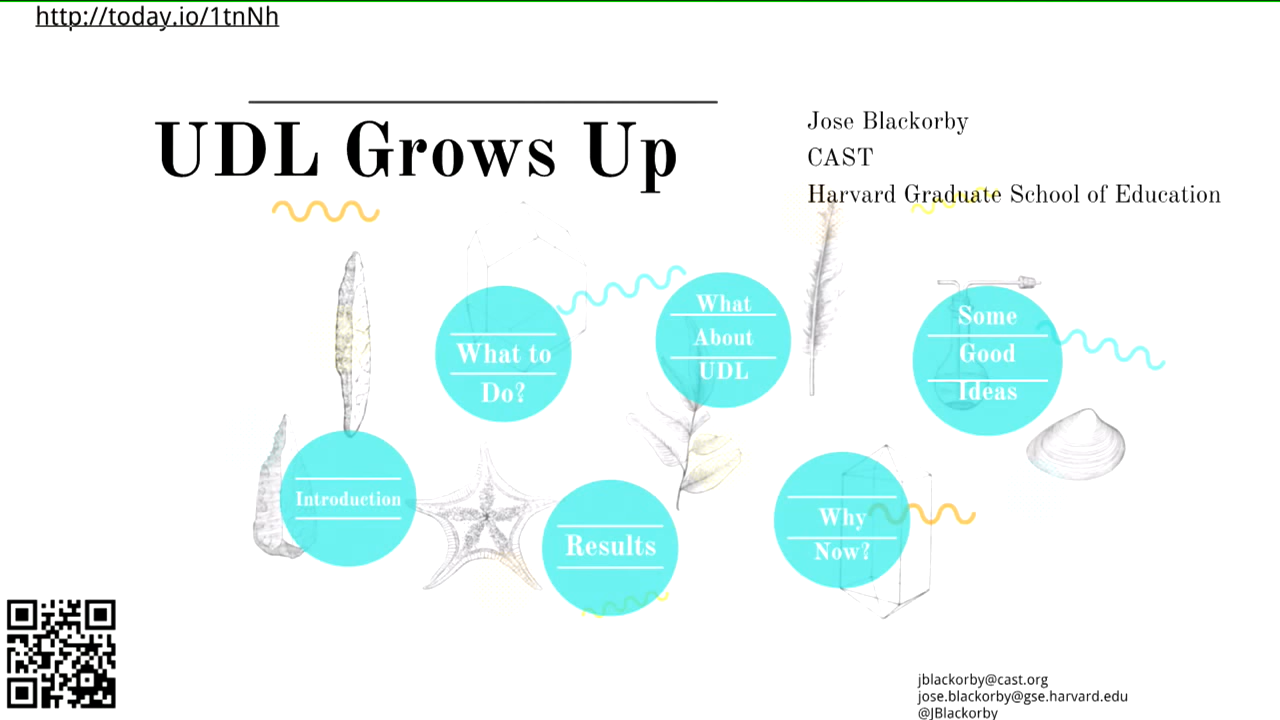 http://today.io/1tnNh
UDL Grows Up
Jose Blackorby
CAST
Harvard Graduate School of Education
Introduction
What to
Do?
Results
What
About
UDL
Why
Now?
Some
Good
Ideas
jblackorby@cast.org
jose.blackorby@gse.harvard.edu
@JBlackorby